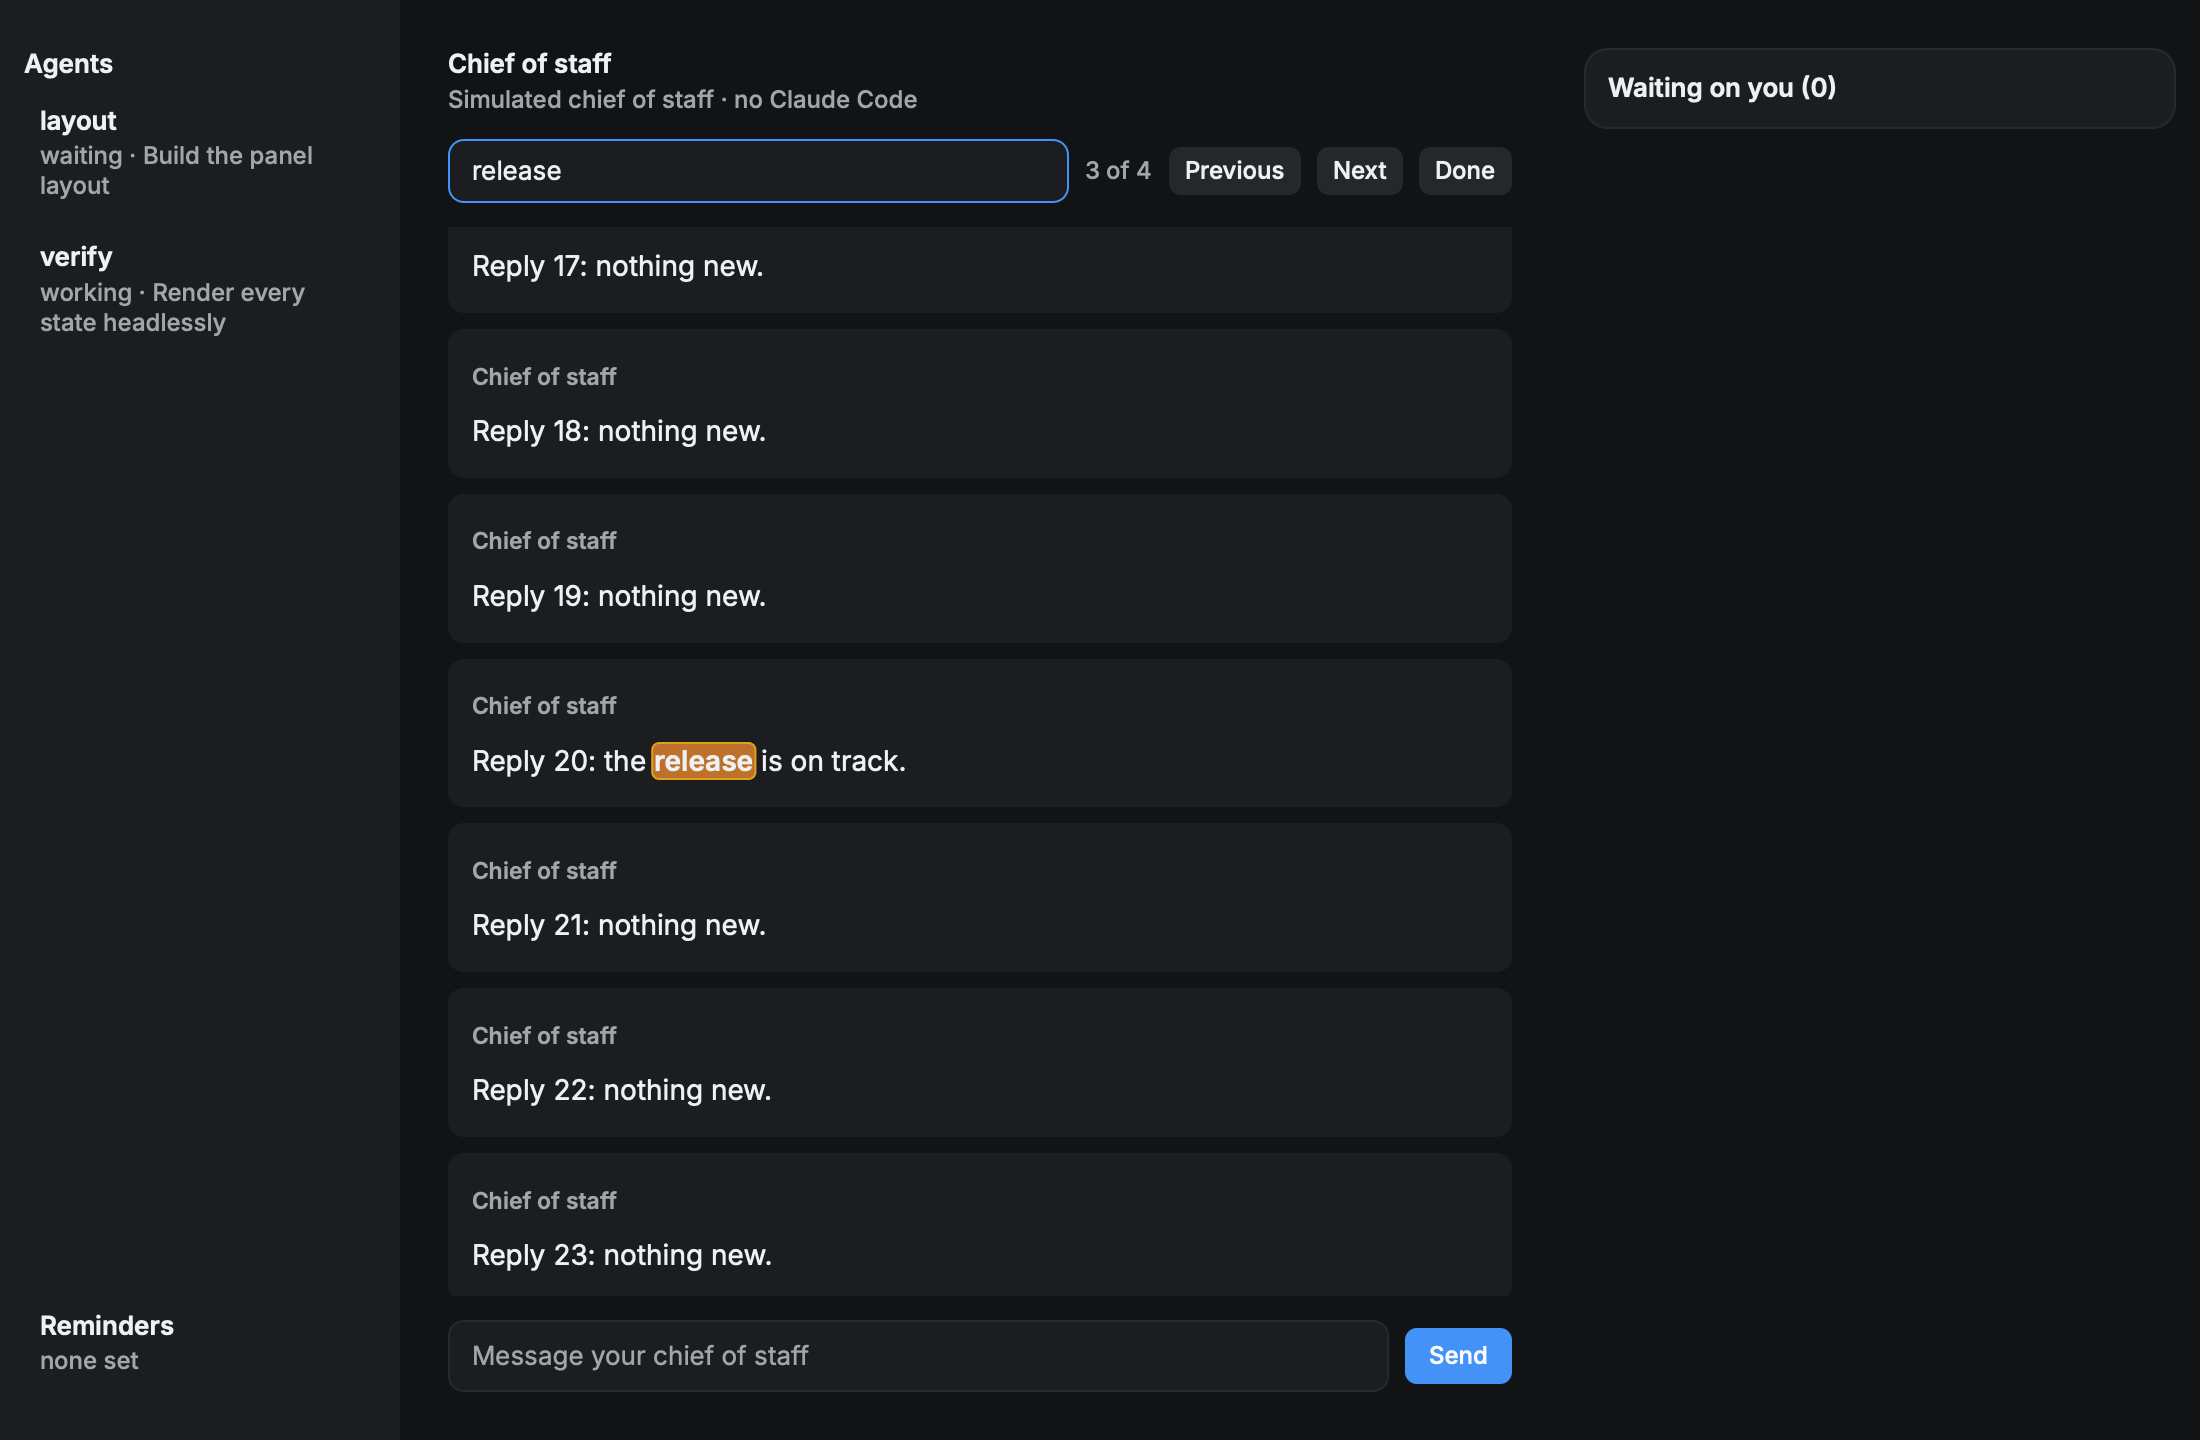 Agents
layout
waiting · Build the panel
layout
verify
working · Render every
state headlessly
Reminders
none set
Chief of staff
Simulated chief of staff · no Claude Code
release
3 of 4
Previous
Next
Done
Reply 17: nothing new.
Chief of staff
Reply 18: nothing new.
Chief of staff
Reply 19: nothing new.
Chief of staff
Reply 20: the release is on track.
Chief of staff
Reply 21: nothing new.
Chief of staff
Reply 22: nothing new.
Chief of staff
Reply 23: nothing new.
Message your chief of staff
Send
Waiting on you (0)